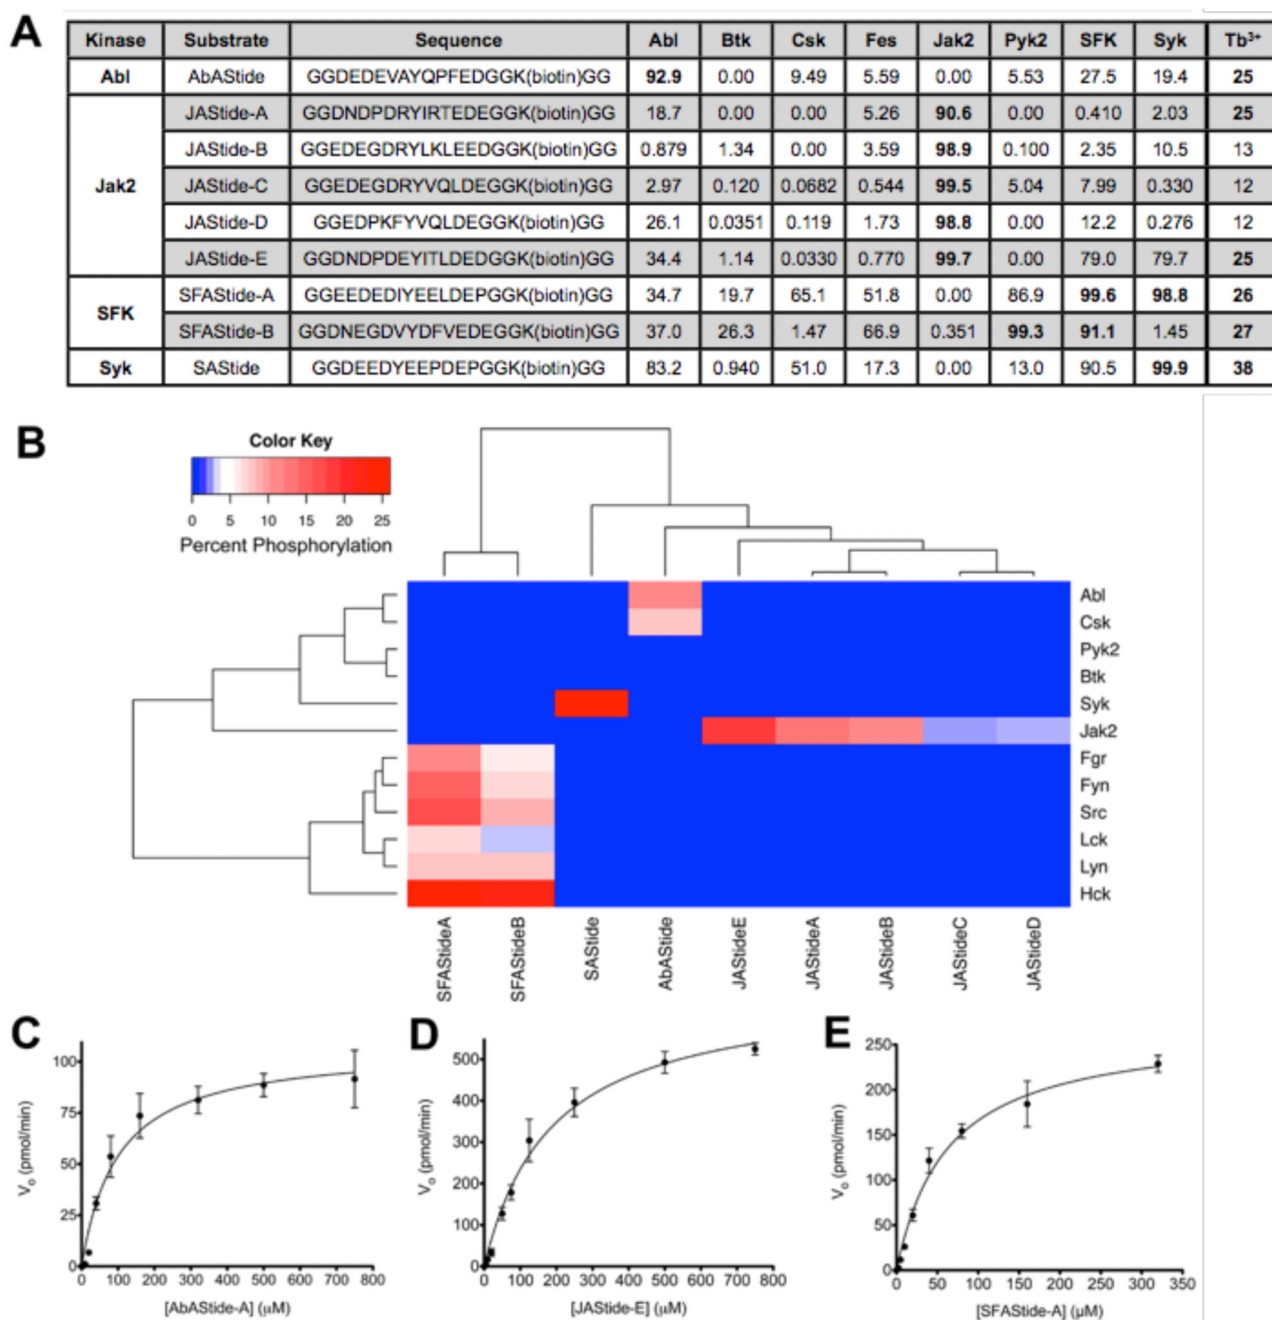 A
Kinase Substrate Sequence Abl Btk Csk Fes Jak2 Pyk2 SFK Syk Tb³⁺
Abl AbAStide GGDEDEVAYQPFEDGGK(biotin)GG 92.9 0.00 9.49 5.59 0.00 5.53 27.5 19.4 25
JAStide-A GGDNDPDRYIRTEDEGGK(biotin)GG 18.7 0.00 0.00 5.26 90.6 0.00 0.410 2.03 25
JAStide-B GGEDEGDRYLKLEEDGGK(biotin)GG 0.879 1.34 0.00 3.59 98.9 0.100 2.35 10.5 13
Jak2 JAStide-C GGEDEGDRYVQLDEGGK(biotin)GG 2.97 0.120 0.0682 0.544 99.5 5.04 7.99 0.330 12
JAStide-D GGEDPKFYVQLDEGGK(biotin)GG 26.1 0.0351 0.119 1.73 98.8 0.00 12.2 0.276 12
JAStide-E GGDNDPDEYITLDEDGGK(biotin)GG 34.4 1.14 0.0330 0.770 99.7 0.00 79.0 79.7 25
SFK
SFAStide-A GGEEDEDIYEELDEPGGK(biotin)GG 34.7 19.7 65.1 51.8 0.00 86.9 99.6 98.8 26
SFAStide-B GGDNEGDVYDFVEDEGGK(biotin)GG 37.0 26.3 1.47 66.9 0.351 99.3 91.1 1.45 27
Syk SAStide GGDEEDYEEPDEPGGK(biotin)GG 83.2 0.940 51.0 17.3 0.00 13.0 90.5 99.9 38
B
Color Key
0 5 10 15 20 25
Percent Phosphorylation
Abl
Csk
Pyk2
Btk
Syk
Jak2
Fgr
Fyn
Src
Lck
Lyn
Hck
SFAStideA
SFAStideB
SAStide
AbAStide
JAStideE
JAStideA
JAStideB
JAStideC
JAStideD
C
100
75
50
25
0
V₀ (pmol/min)
0 100 200 300 400 500 600 700 800
[AbAStide-A] (µM)
D
500
400
300
200
100
0
V₀ (pmol/min)
0 100 200 300 400 500 600 700 800
[JAStide-E] (µM)
E
250
200
150
100
50
0
V₀ (pmol/min)
0 50 100 150 200 250 300 350
[SFAStide-A] (µM)